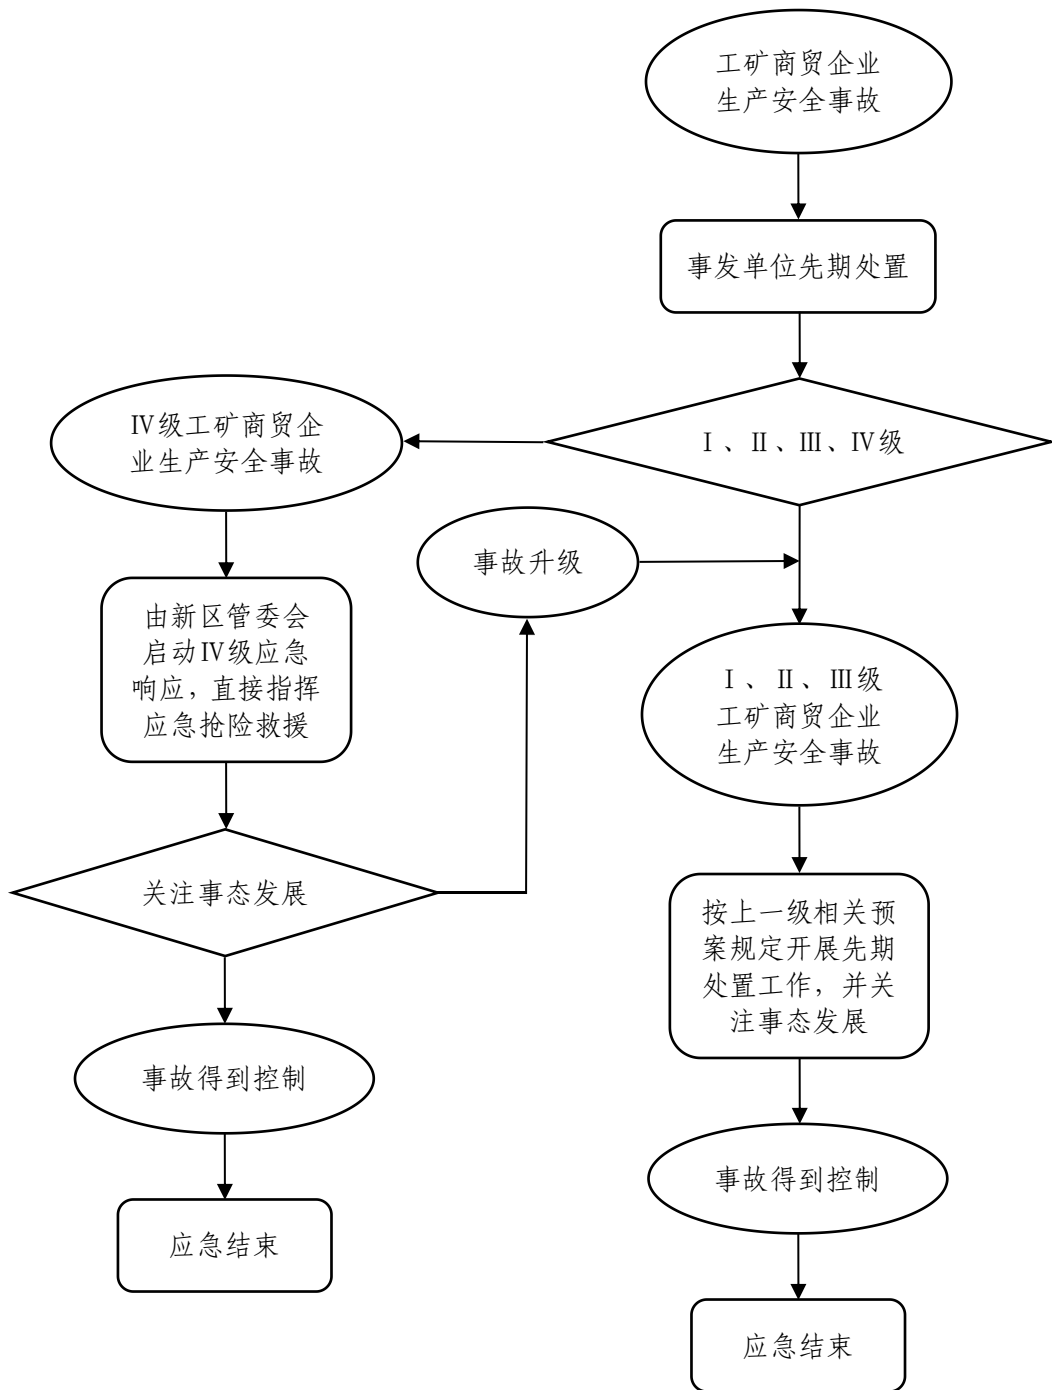 工矿商贸企业
生产安全事故
事发单位先期处置
Ⅰ、Ⅱ、Ⅲ、Ⅳ级
Ⅳ级工矿商贸企
业生产安全事故
事故升级
由新区管委会
启动Ⅳ级应急
响应，直接指挥
应急抢险救援
Ⅰ、Ⅱ、Ⅲ级
工矿商贸企业
生产安全事故
关注事态发展
按上一级相关预
案规定开展先期
处置工作，并关
注事态发展
事故得到控制
事故得到控制
应急结束
应急结束